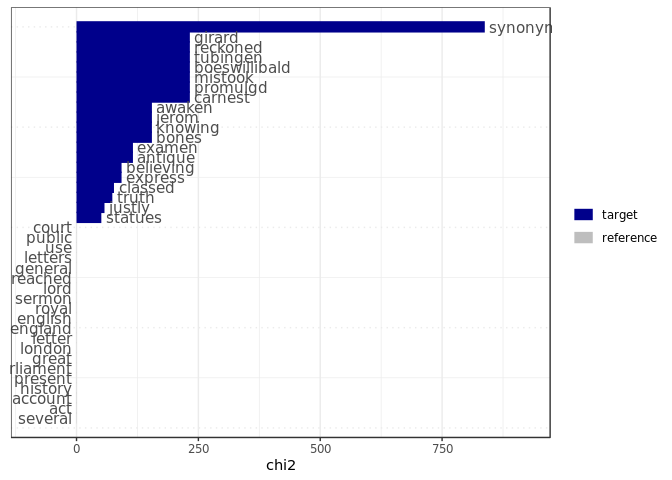 synonyn
girard
reckoned
tubingen
boeswillibald
mistook
promulgd
carnest
awaken
jerom
knowing
bones
examen
antique
believing
express
classed
truth
justly
statues
court
public
use
letters
general
reached
lord
sermon
royal
english
england
letter
london
great
rliament
present
history
account
act
several
target
reference
0 250 500 750
chi2